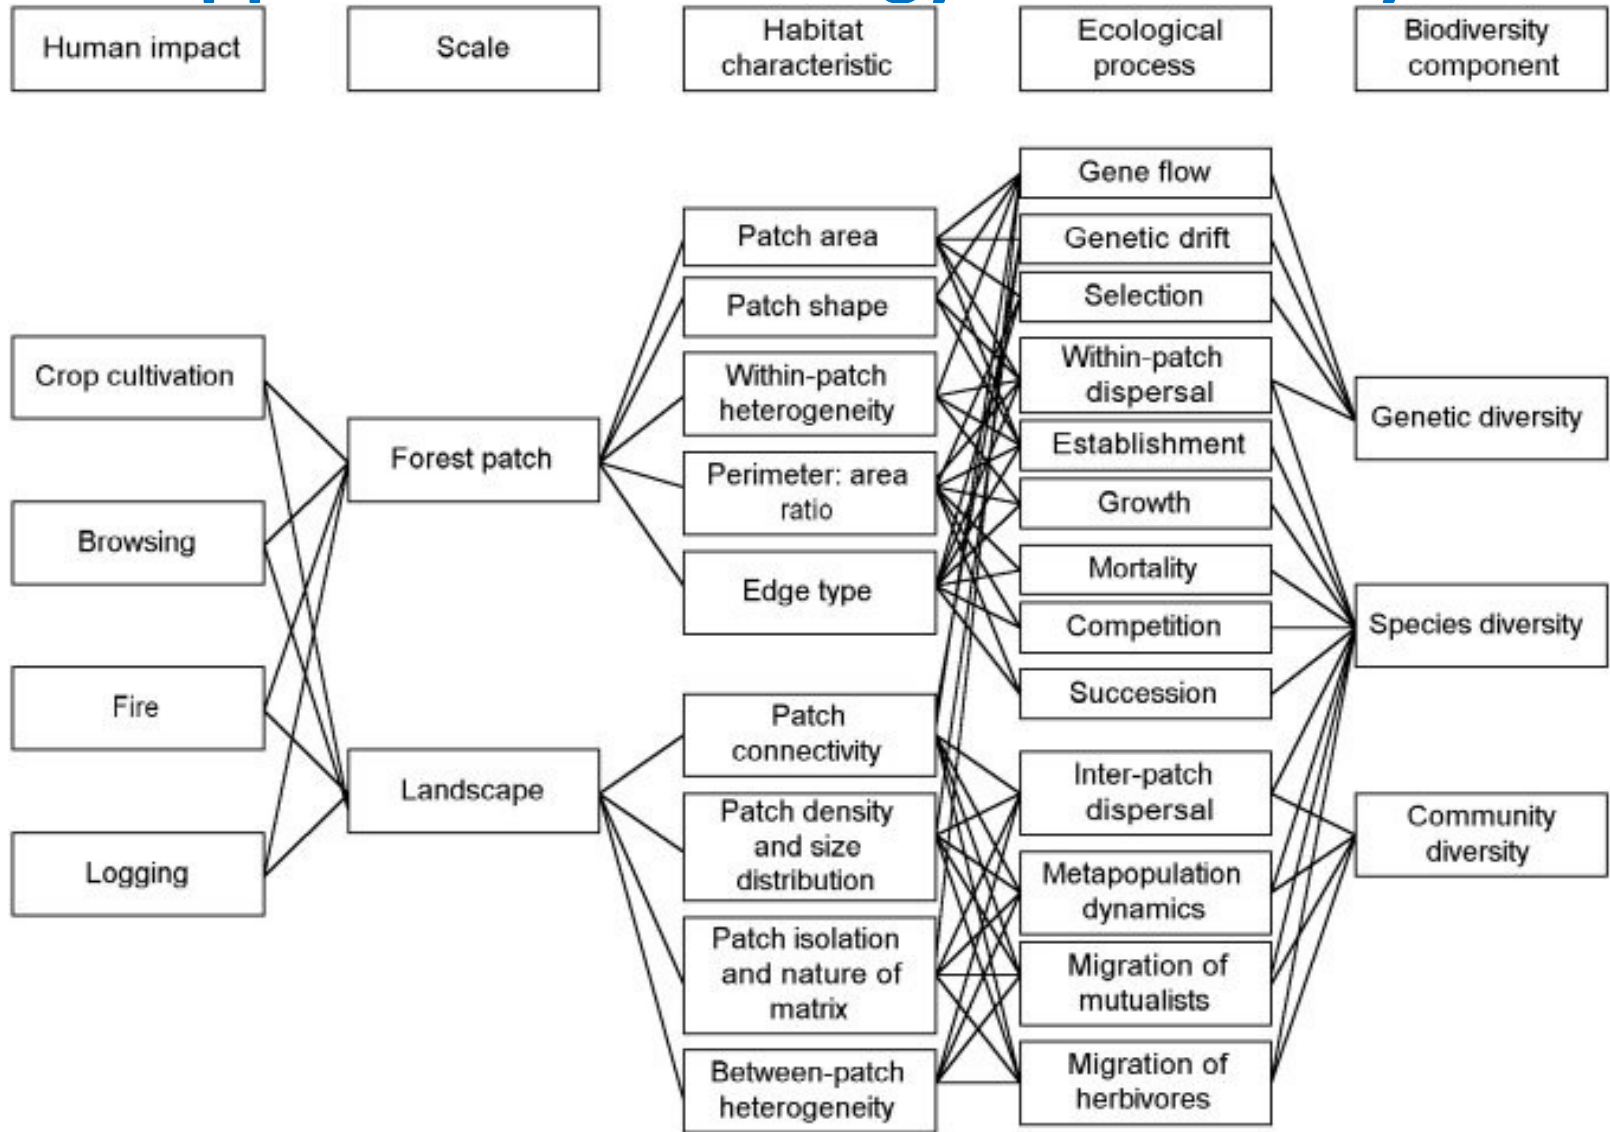 Human impact
Scale
Habitat
characteristic
Ecological
process
Biodiversity
component
Crop cultivation
Browsing
Fire
Logging
Forest patch
Landscape
Patch area
Patch shape
Within-patch
heterogeneity
Perimeter: area
ratio
Edge type
Patch
connectivity
Patch density
and size
distribution
Patch isolation
and nature of
matrix
Between-patch
heterogeneity
Gene flow
Genetic drift
Selection
Within-patch
dispersal
Establishment
Growth
Mortality
Competition
Succession
Inter-patch
dispersal
Metapopulation
dynamics
Migration of
mutualists
Migration of
herbivores
Genetic diversity
Species diversity
Community
diversity